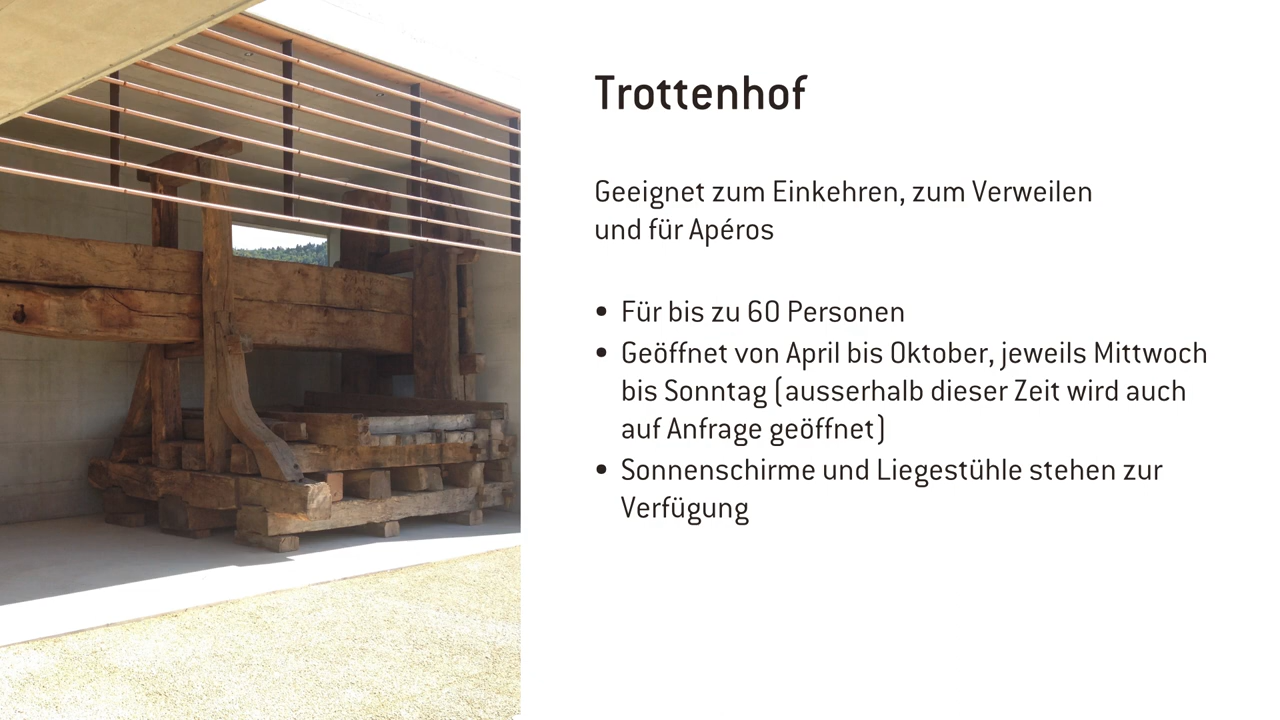 Trottenhof
Geeignet zum Einkehren, zum Verweilen
und für Apéros
• Für bis zu 60 Personen
• Geöffnet von April bis Oktober, jeweils Mittwoch
bis Sonntag (ausserhalb dieser Zeit wird auch
auf Anfrage geöffnet)
• Sonnenschirme und Liegestühle stehen zur
Verfügung